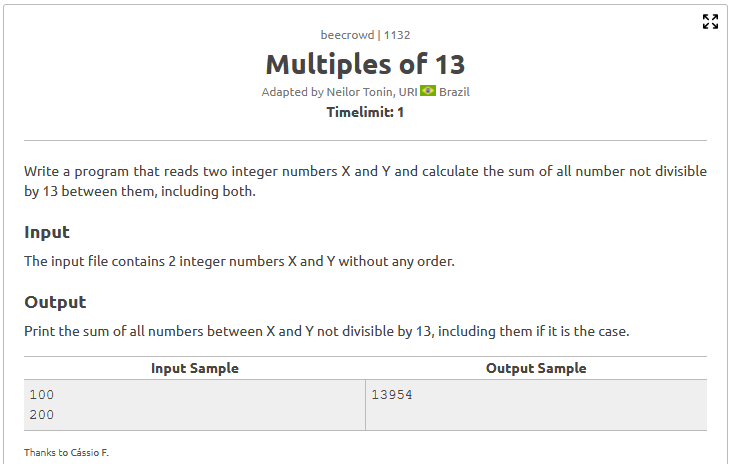 beecrowd | 1132
Multiples of 13
Adapted by Neilor Tonin, URI Brazil
Timelimit: 1
Write a program that reads two integer numbers X and Y and calculate the sum of all number not divisible
by 13 between them, including both.
Input
The input file contains 2 integer numbers X and Y without any order.
Output
Print the sum of all numbers between X and Y not divisible by 13, including them if it is the case.
Input Sample Output Sample
100 13954
200
Thanks to Cássio F.